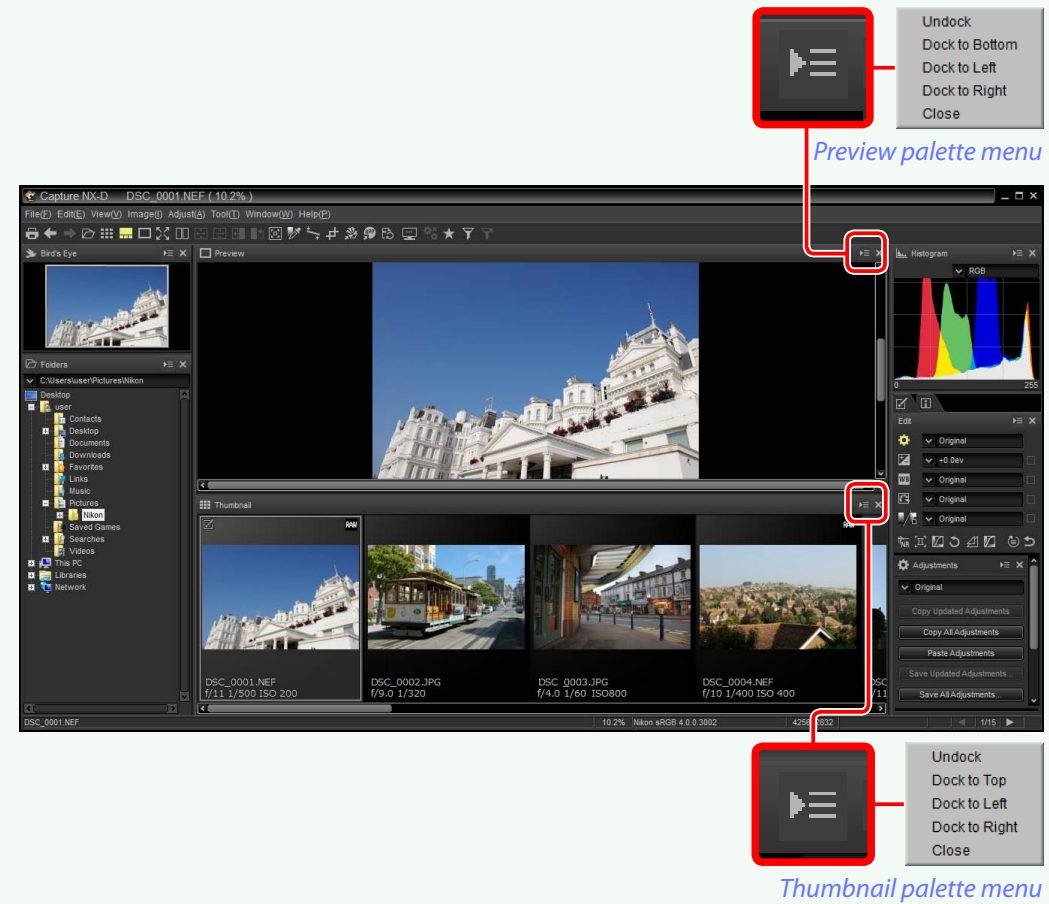 Undock
Dock to Bottom
Dock to Left
Dock to Right
Close
Preview palette menu
Capture NX-D DSC_0001.NEF ( 10.2% )
File(F) Edit(E) View(V) Image(I) Adjust(A) Tool(T) Window(W) Help(P)
Bird's Eye
Preview
Histogram
RGB
0 255
Folders
C:\Users\user\Pictures\Nikon
Desktop
user
Contacts
Desktop
Documents
Downloads
Favorites
Links
Music
Pictures
Nikon
Saved Games
Searches
Videos
This PC
Libraries
Network
Edit
Original
+0.0ev
WB Original
Original
Original
NR
Thumbnail
RAW
RAW
DSC_0001.NEF
f/11 1/500 ISO 200
DSC_0002.JPG
f/9.0 1/320
DSC_0003.JPG
f/4.0 1/60 ISO800
DSC_0004.NEF
f/10 1/400 ISO 400
DSC
f/11
Adjustments
Original
Copy Updated Adjustments
Copy All Adjustments
Paste Adjustments
Save Updated Adjustments...
Save All Adjustments...
DSC_0001.NEF
10.2% Nikon sRGB 4.0.0.3002
1/15
Undock
Dock to Top
Dock to Left
Dock to Right
Close
Thumbnail palette menu